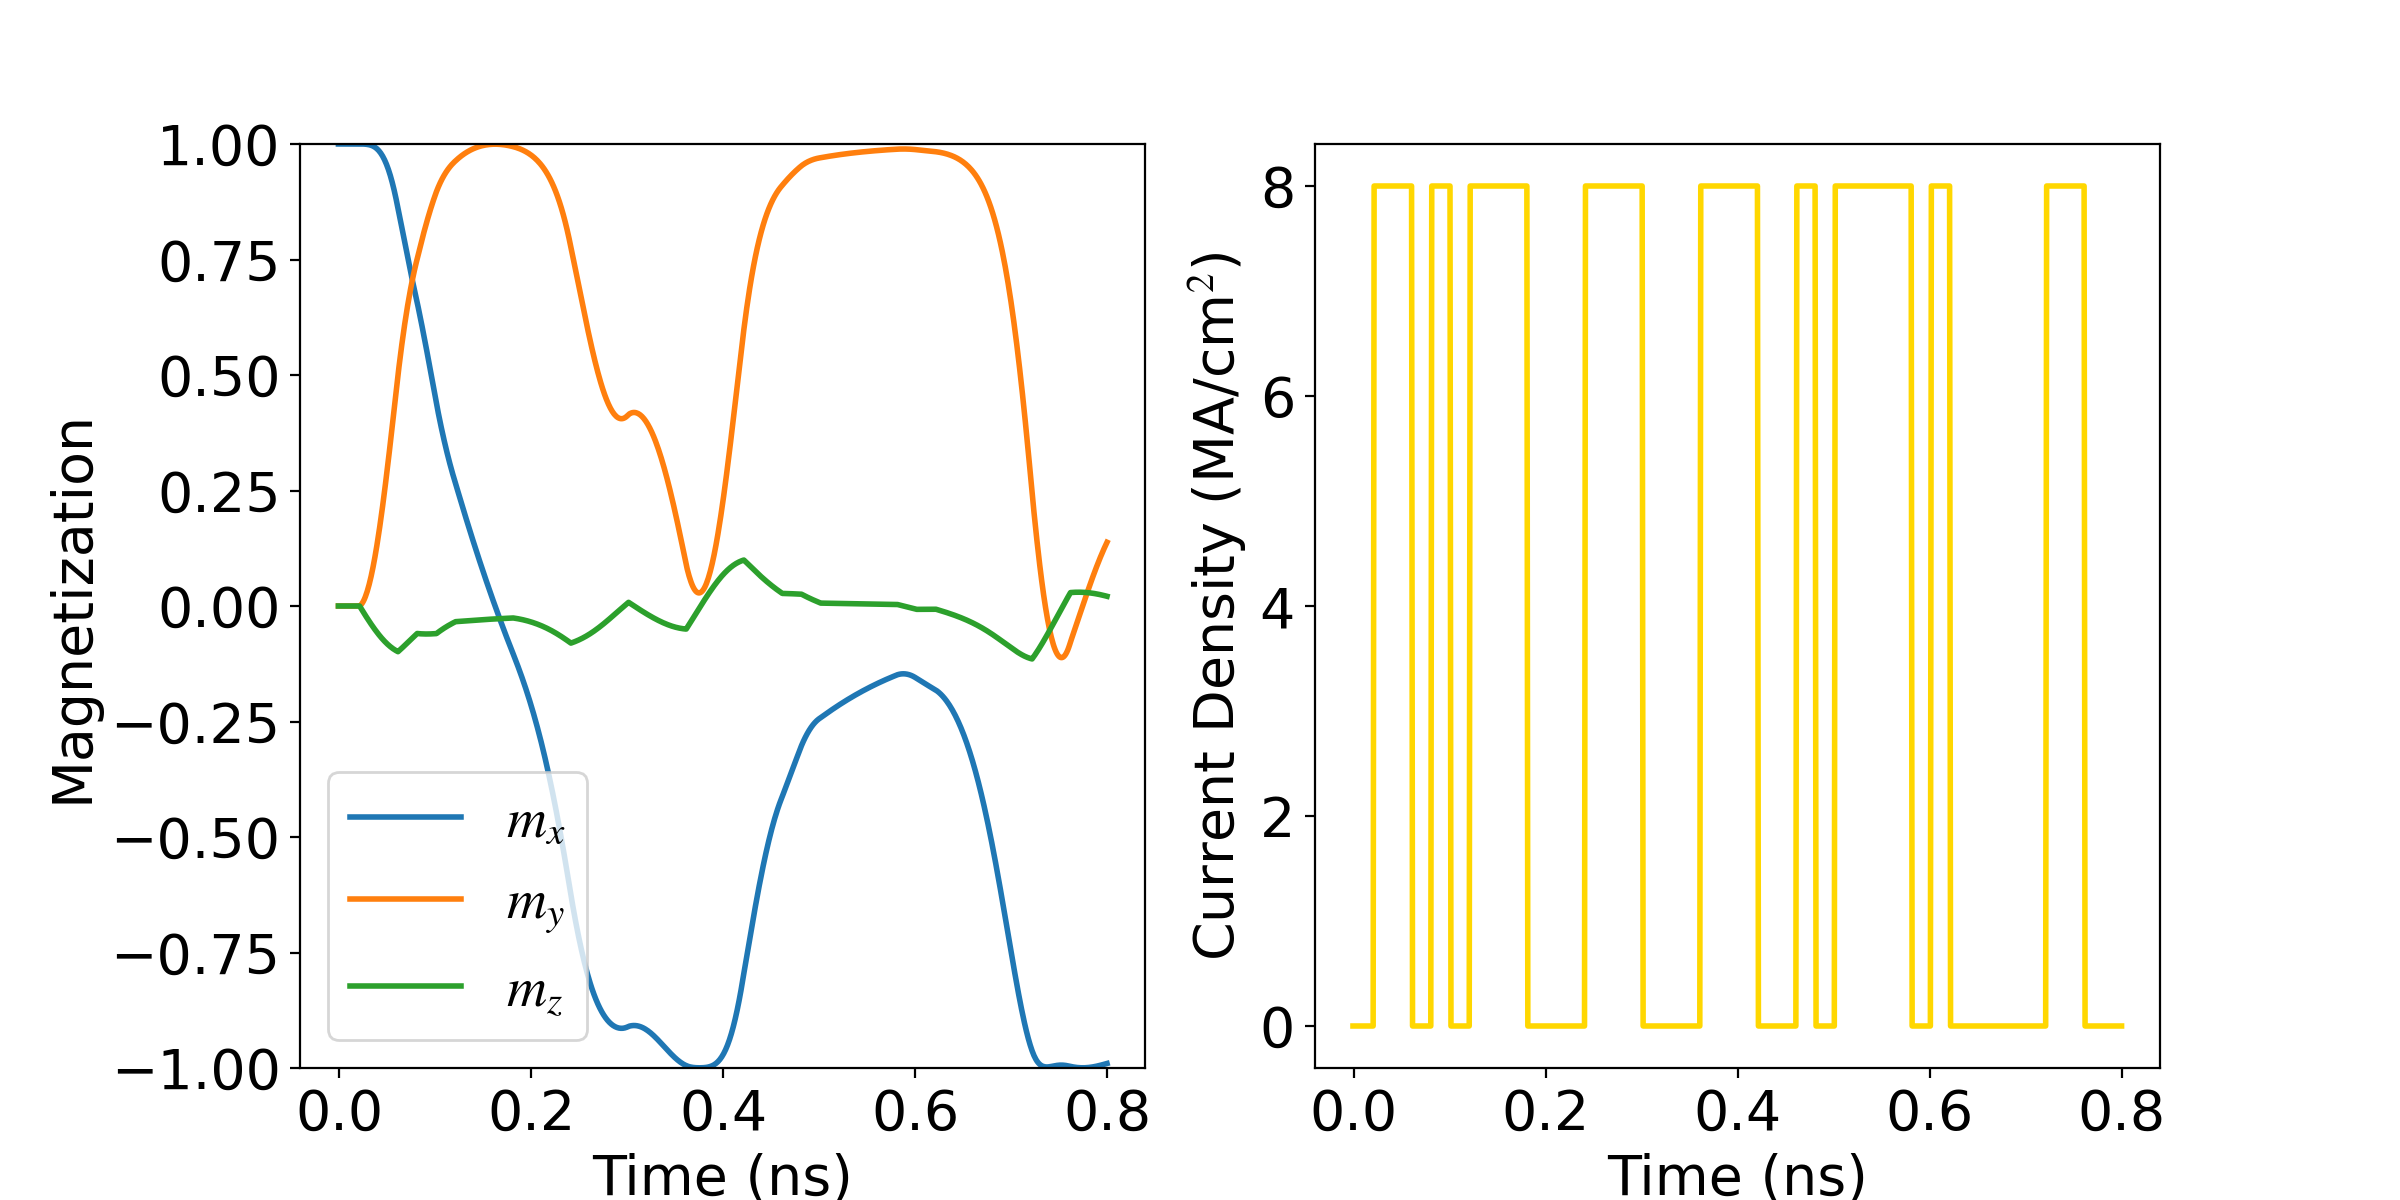 Magnetization
1.00
0.75
0.50
0.25
0.00
−0.25
−0.50
−0.75
−1.00
m_x
m_y
m_z
0.0 0.2 0.4 0.6 0.8
Time (ns)
Current Density (MA/cm²)
8
6
4
2
0
0.0 0.2 0.4 0.6 0.8
Time (ns)